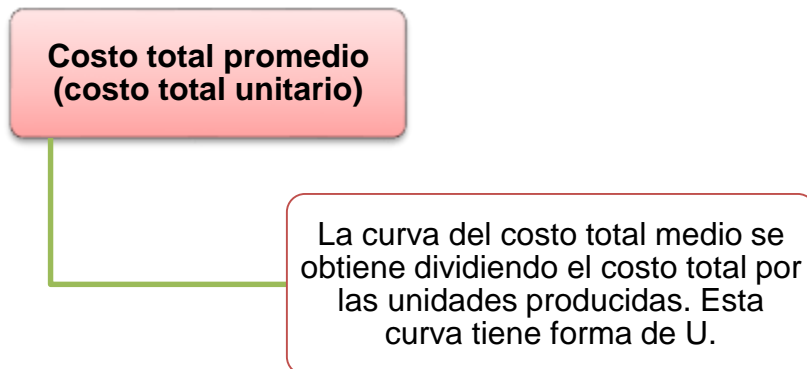 Costo total promedio
(costo total unitario)
La curva del costo total medio se
obtiene dividiendo el costo total por
las unidades producidas. Esta
curva tiene forma de U.